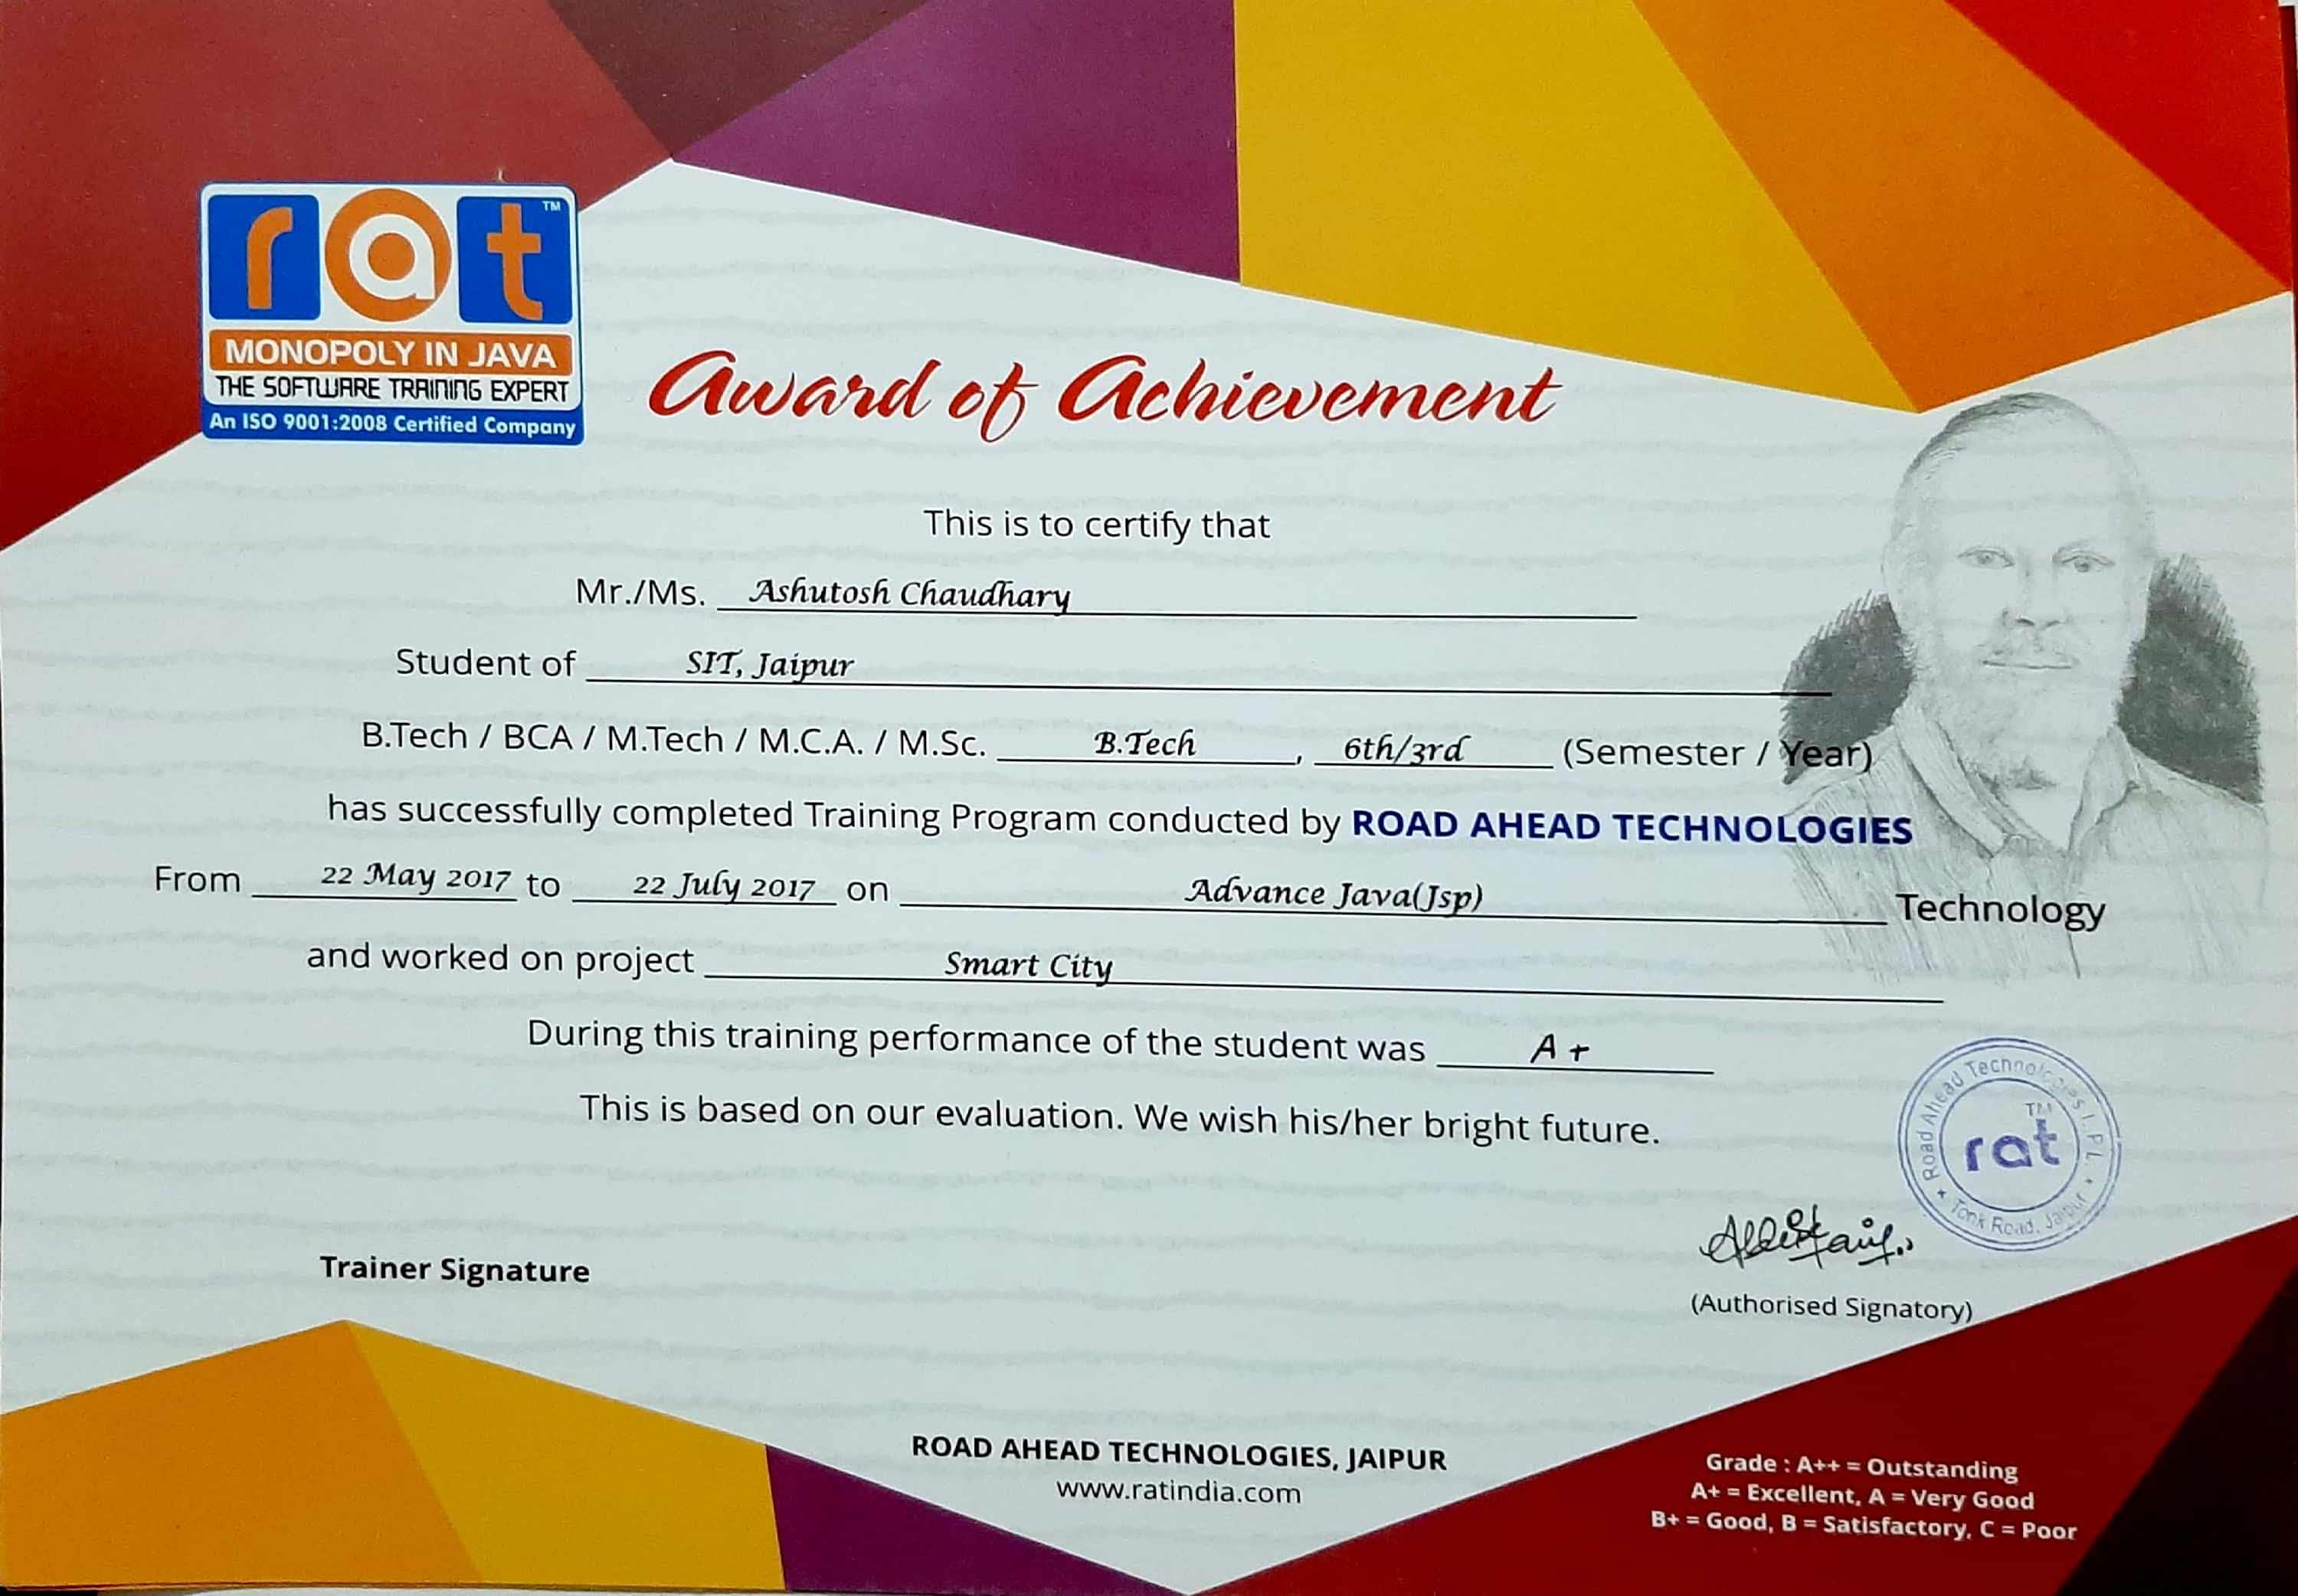 rat TM
MONOPOLY IN JAVA
THE SOFTWARE TRAINING EXPERT
An ISO 9001:2008 Certified Company
Award of Achievement
This is to certify that
Mr./Ms. Ashutosh Chaudhary
Student of SIT, Jaipur
B.Tech / BCA / M.Tech / M.C.A. / M.Sc. B.Tech, 6th/3rd (Semester / Year)
has successfully completed Training Program conducted by ROAD AHEAD TECHNOLOGIES
From 22 May 2017 to 22 July 2017 on Advance Java(Jsp) Technology
and worked on project Smart City
During this training performance of the student was A +
This is based on our evaluation. We wish his/her bright future.
Road Ahead Technologies I. P. L.
TM
rat
Tonk Road, Jaipur
Trainer Signature
(Authorised Signatory)
ROAD AHEAD TECHNOLOGIES, JAIPUR
www.ratindia.com
Grade : A++ = Outstanding
A+ = Excellent, A = Very Good
B+ = Good, B = Satisfactory, C = Poor